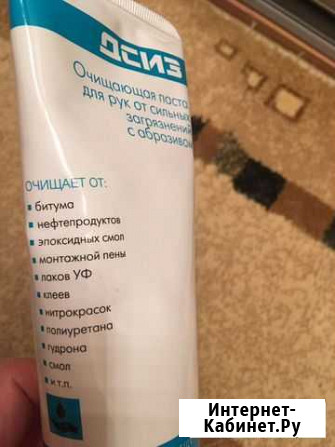 ДСИЗ
Очищающая паста
для рук от сильных
загрязнений
с абразивом
ОЧИЩАЕТ ОТ:
битума
нефтепродуктов
эпоксидных смол
монтажной пены
лаков УФ
клеев
нитрокрасок
полиуретана
гудрона
смол
и т.п.
Интернет-
Кабинет.Ру